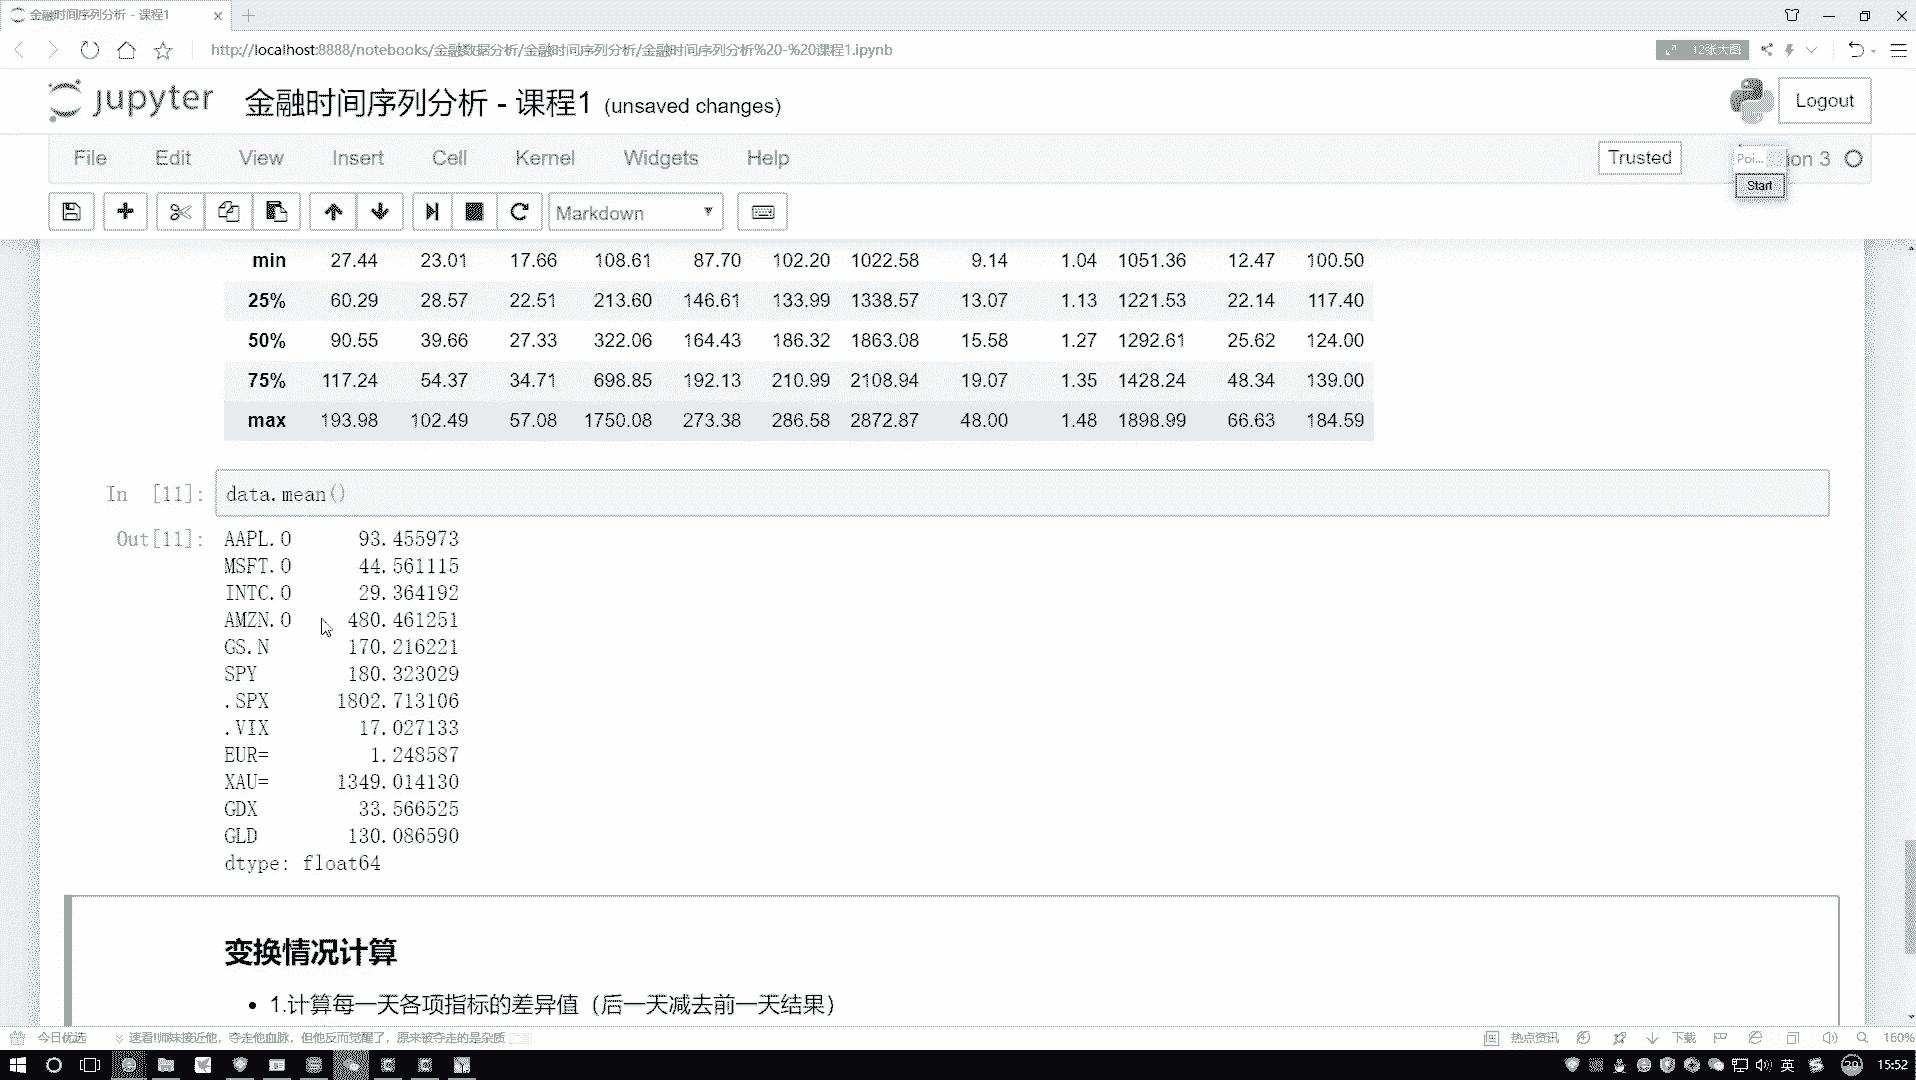 金融时间序列分析 - 课程1
http://localhost:8888/notebooks/金融数据分析/金融时间序列分析/金融时间序列分析%20-%20课程1.ipynb
12张大图
jupyter 金融时间序列分析 - 课程1 (unsaved changes)
Logout
File Edit View Insert Cell Kernel Widgets Help
Trusted
Poi... on 3
Start
Markdown
min 27.44 23.01 17.66 108.61 87.70 102.20 1022.58 9.14 1.04 1051.36 12.47 100.50
25% 60.29 28.57 22.51 213.60 146.61 133.99 1338.57 13.07 1.13 1221.53 22.14 117.40
50% 90.55 39.66 27.33 322.06 164.43 186.32 1863.08 15.58 1.27 1292.61 25.62 124.00
75% 117.24 54.37 34.71 698.85 192.13 210.99 2108.94 19.07 1.35 1428.24 48.34 139.00
max 193.98 102.49 57.08 1750.08 273.38 286.58 2872.87 48.00 1.48 1898.99 66.63 184.59
In [11]: data.mean()
Out[11]: AAPL.O 93.455973
MSFT.O 44.561115
INTC.O 29.364192
AMZN.O 480.461251
GS.N 170.216221
SPY 180.323029
.SPX 1802.713106
.VIX 17.027133
EUR= 1.248587
XAU= 1349.014130
GDX 33.566525
GLD 130.086590
dtype: float64
变换情况计算
• 1.计算每一天各项指标的差异值（后一天减去前一天结果）
今日优选 速看!师妹接近他，夺走他血脉，但他反而觉醒了，原来被夺走的是杂质
热点资讯 下载 160%
英 15:52